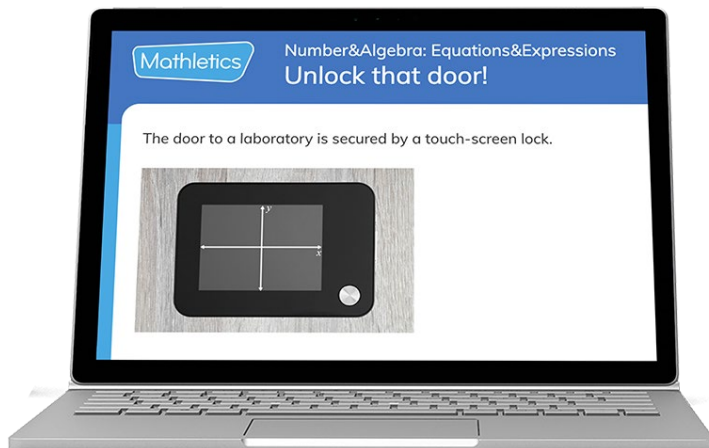 Mathletics
Number&Algebra: Equations&Expressions
Unlock that door!
The door to a laboratory is secured by a touch-screen lock.
y
x